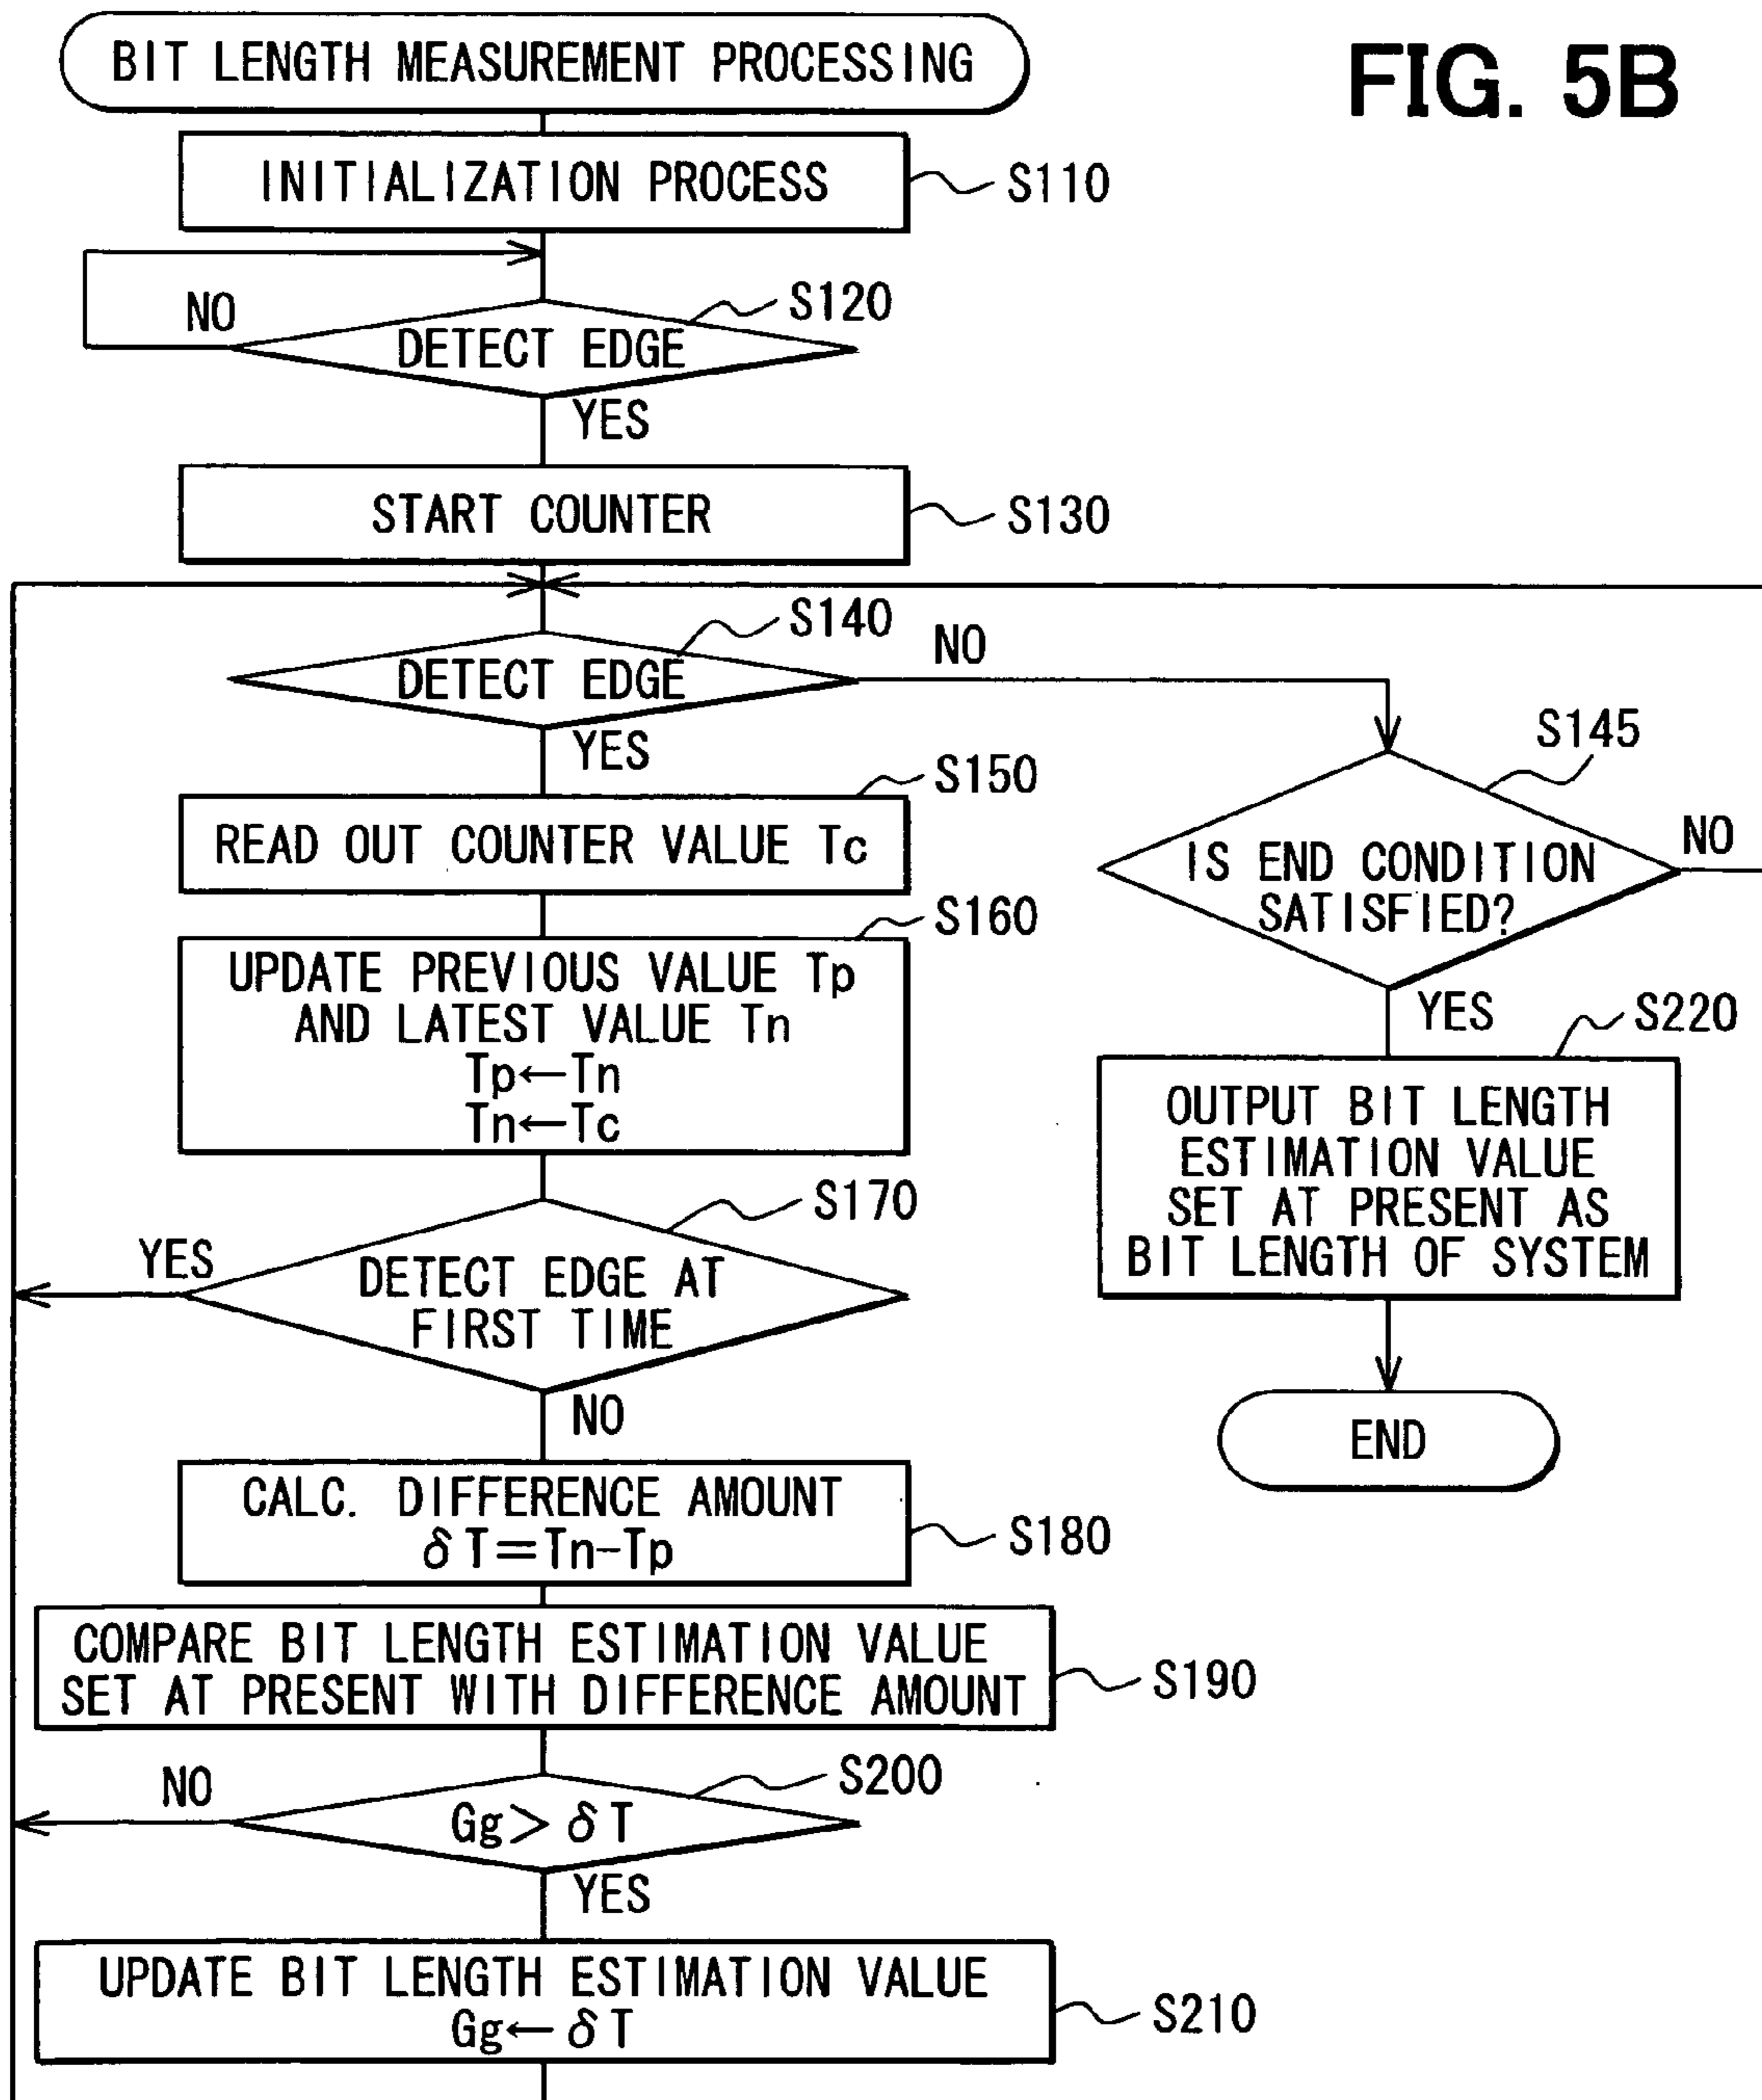 FIG. 5B
BIT LENGTH MEASUREMENT PROCESSING
INITIALIZATION PROCESS
S110
S120
NO
DETECT EDGE
YES
START COUNTER
S130
S140
NO
DETECT EDGE
YES
S145
IS END CONDITION
SATISFIED?
NO
YES
S150
READ OUT COUNTER VALUE Tc
S160
UPDATE PREVIOUS VALUE Tp
AND LATEST VALUE Tn
Tp←Tn
Tn←Tc
S220
OUTPUT BIT LENGTH
ESTIMATION VALUE
SET AT PRESENT AS
BIT LENGTH OF SYSTEM
END
S170
YES
DETECT EDGE AT
FIRST TIME
NO
CALC. DIFFERENCE AMOUNT
δT=Tn-Tp
S180
COMPARE BIT LENGTH ESTIMATION VALUE
SET AT PRESENT WITH DIFFERENCE AMOUNT
S190
S200
NO
Gg> δT
YES
UPDATE BIT LENGTH ESTIMATION VALUE
Gg← δT
S210